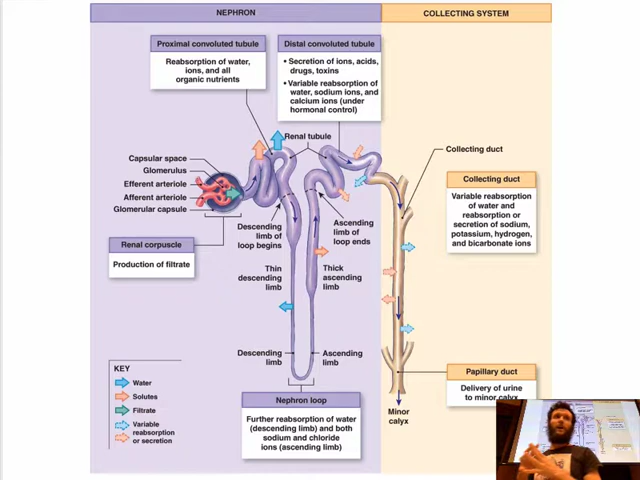 NEPHRON
COLLECTING SYSTEM
Proximal convoluted tubule
Reabsorption of water,
ions, and all
organic nutrients
Distal convoluted tubule
• Secretion of ions, acids,
drugs, toxins
• Variable reabsorption of
water, sodium ions, and
calcium ions (under
hormonal control)
Renal tubule
Capsular space
Glomerulus
Efferent arteriole
Afferent arteriole
Glomerular capsule
Collecting duct
Collecting duct
Variable reabsorption
of water and
reabsorption or
secretion of sodium,
potassium, hydrogen,
and bicarbonate ions
Renal corpuscle
Production of filtrate
Descending
limb of
loop begins
Ascending
limb of
loop ends
Thin
descending
limb
Thick
ascending
limb
Descending
limb
Ascending
limb
KEY
Water
Solutes
Filtrate
Variable
reabsorption
or secretion
Nephron loop
Further reabsorption of water
(descending limb) and both
sodium and chloride
ions (ascending limb)
Papillary duct
Delivery of urine
to minor calyx
Minor
calyx